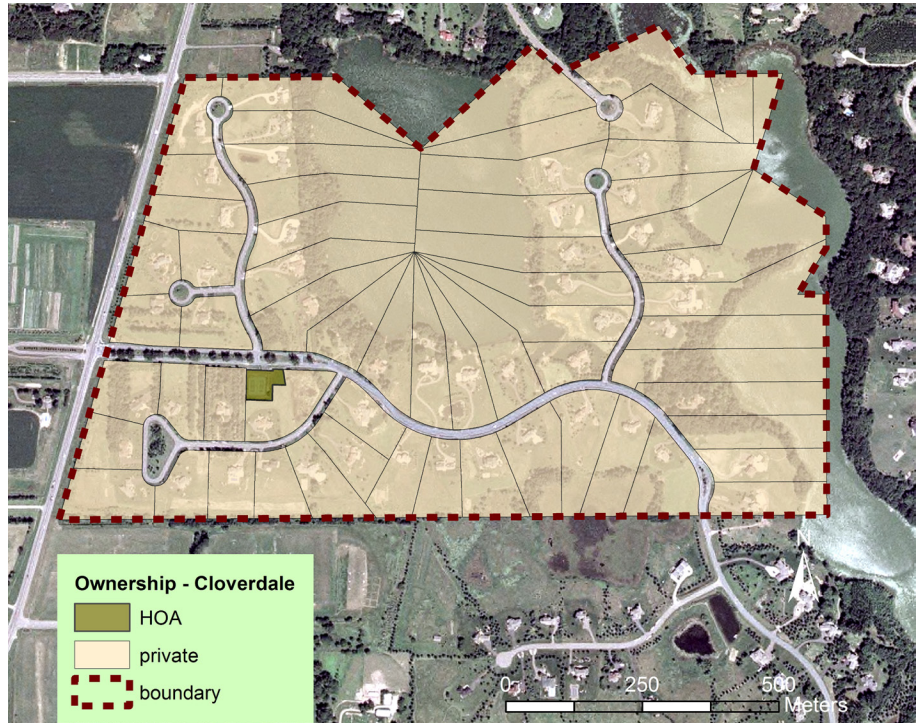 Ownership - Cloverdale
HOA
private
boundary
N
0 250 500
Meters